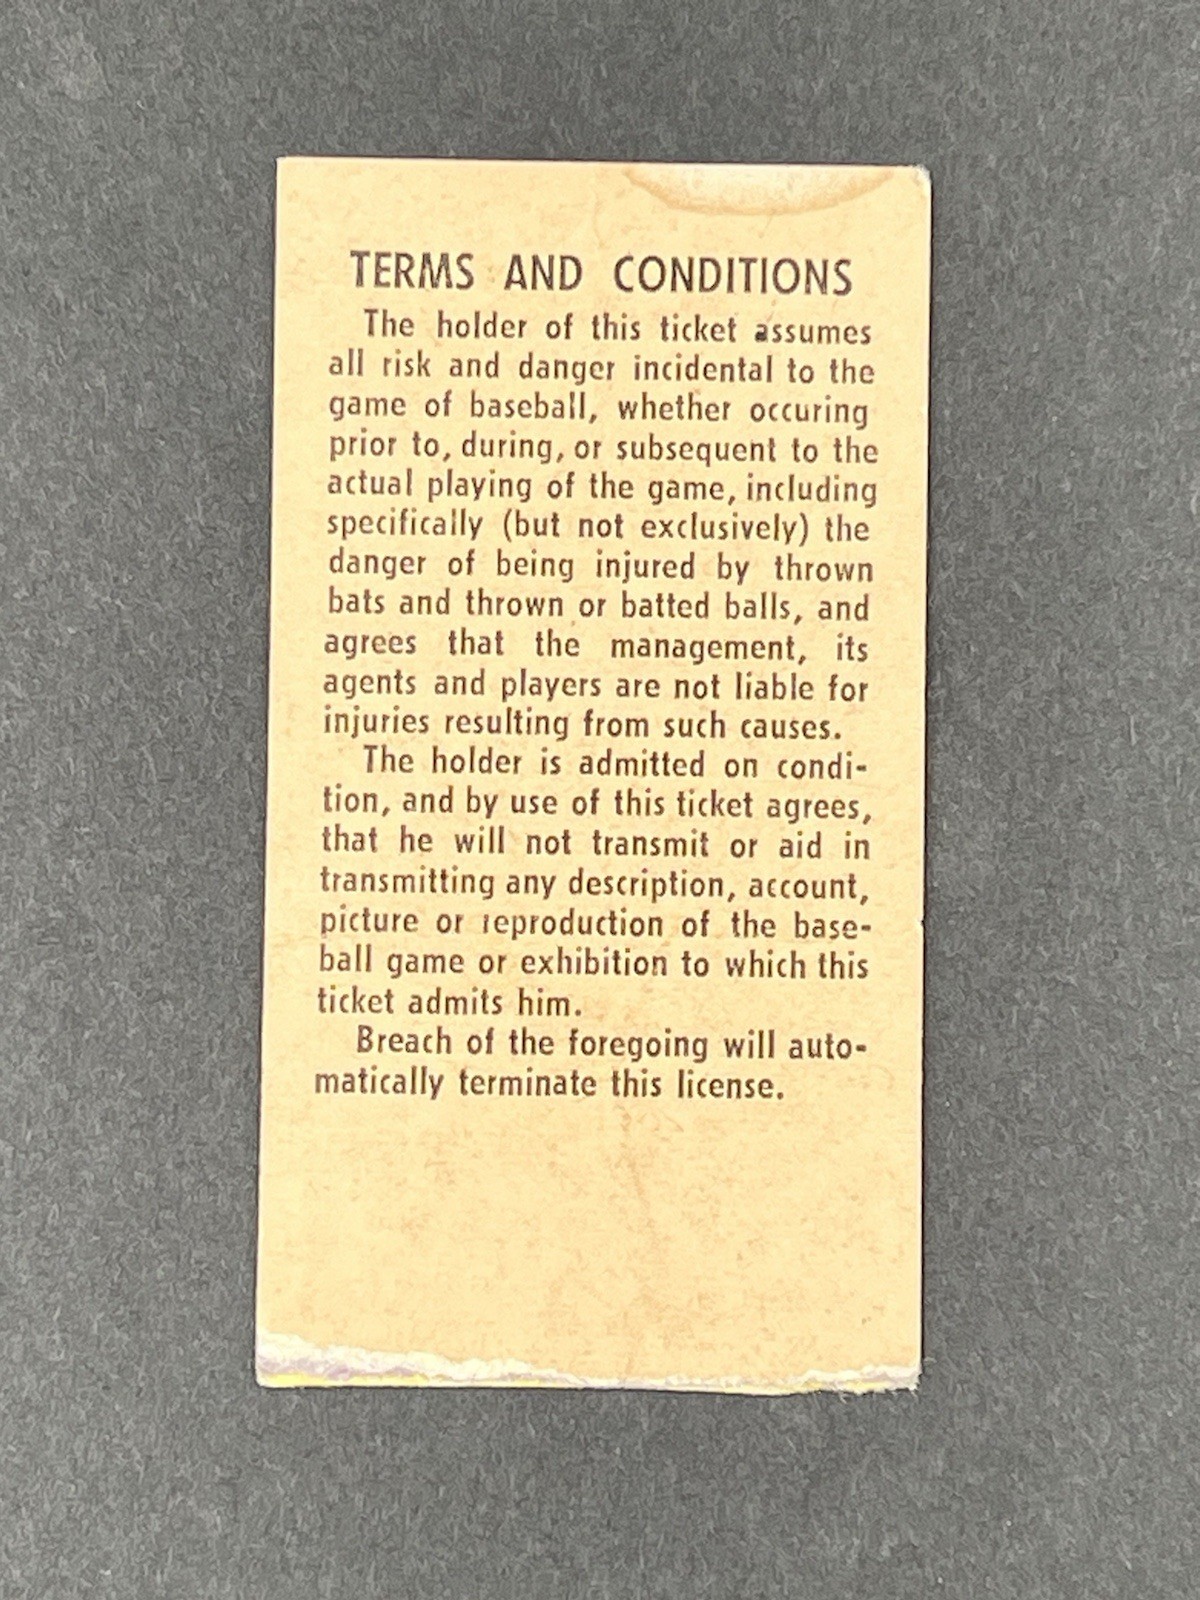 TERMS AND CONDITIONS
The holder of this ticket assumes
all risk and danger incidental to the
game of baseball, whether occuring
prior to, during, or subsequent to the
actual playing of the game, including
specifically (but not exclusively) the
danger of being injured by thrown
bats and thrown or batted balls, and
agrees that the management, its
agents and players are not liable for
injuries resulting from such causes.
The holder is admitted on condi-
tion, and by use of this ticket agrees,
that he will not transmit or aid in
transmitting any description, account,
picture or reproduction of the base-
ball game or exhibition to which this
ticket admits him.
Breach of the foregoing will auto-
matically terminate this license.